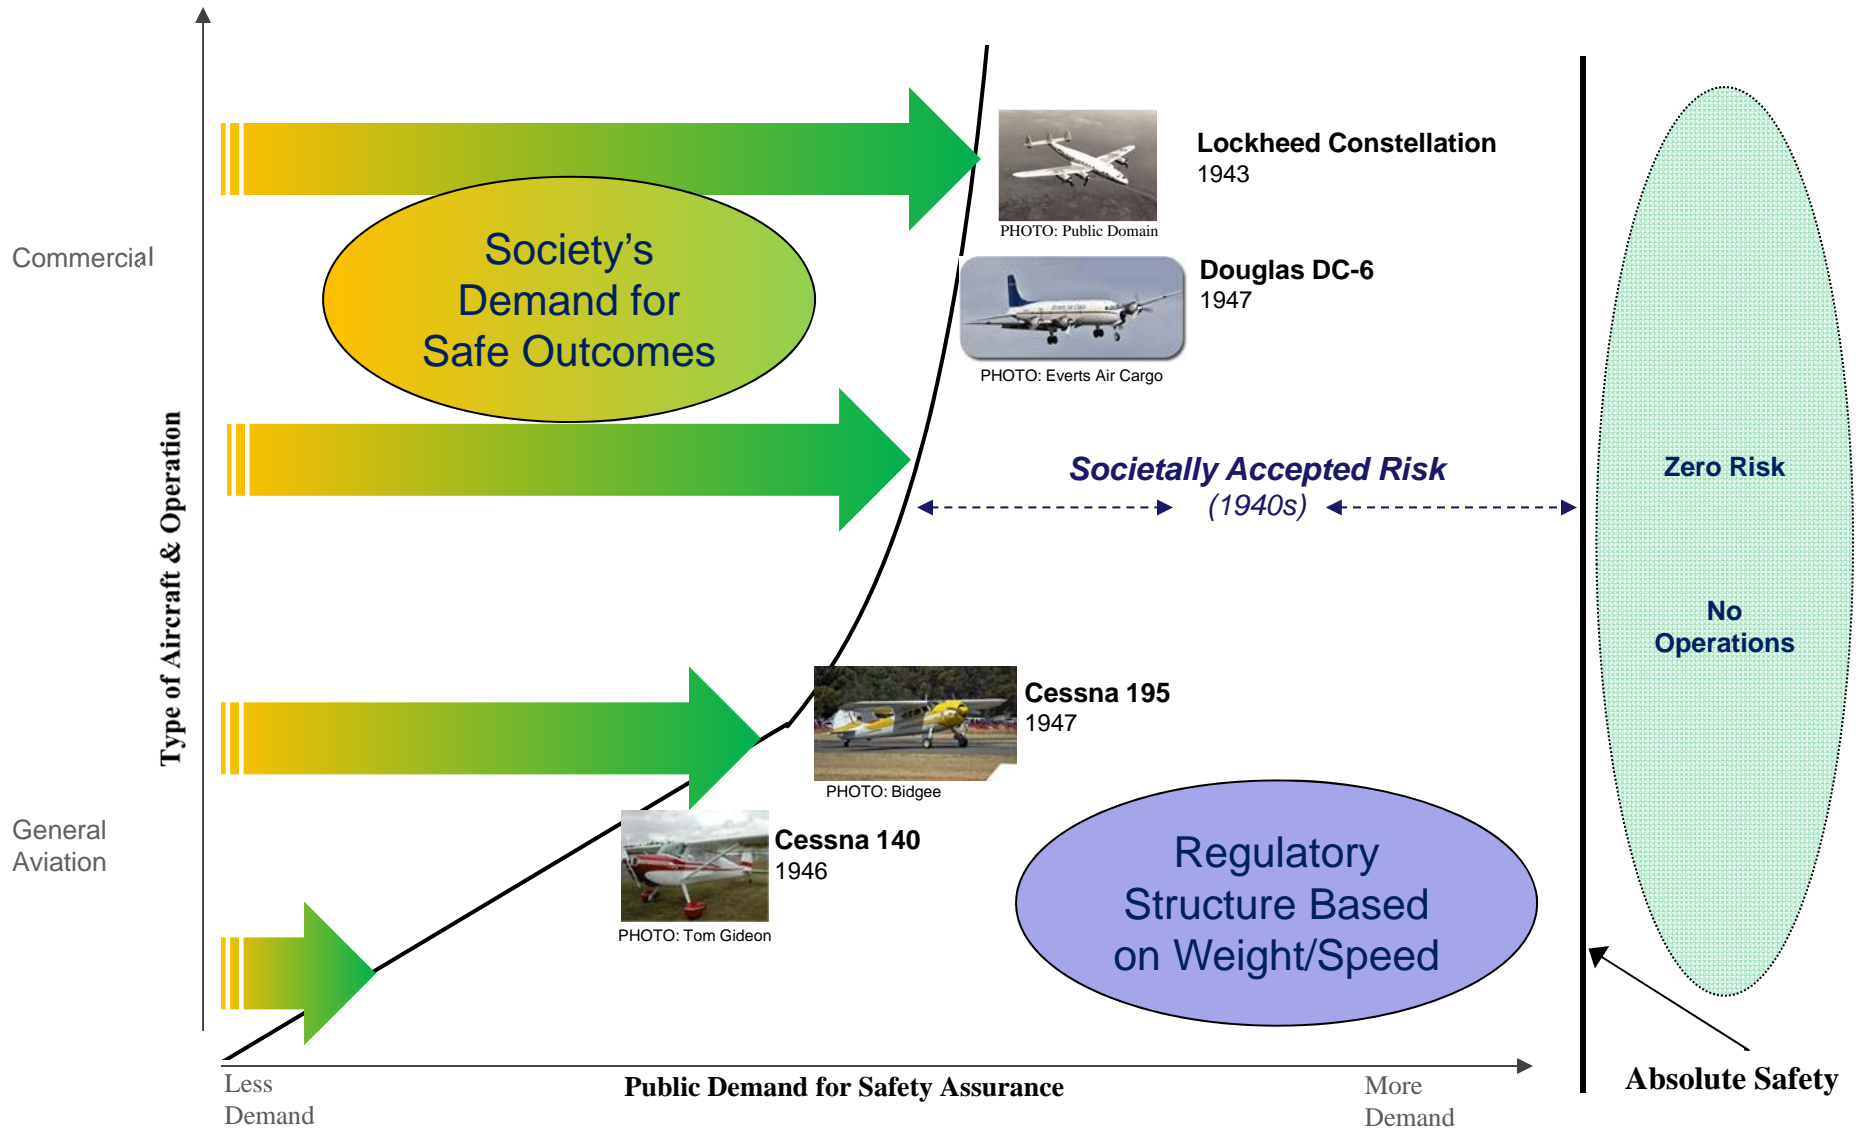 Lockheed Constellation
1943
PHOTO: Public Domain
Commercial
Society’s
Demand for
Safe Outcomes
Douglas DC-6
1947
PHOTO: Everts Air Cargo
Type of Aircraft & Operation
Societally Accepted Risk
(1940s)
Zero Risk
No
Operations
Cessna 195
1947
PHOTO: Bidgee
General
Aviation
Cessna 140
1946
PHOTO: Tom Gideon
Regulatory
Structure Based
on Weight/Speed
Less
Demand
Public Demand for Safety Assurance
More
Demand
Absolute Safety